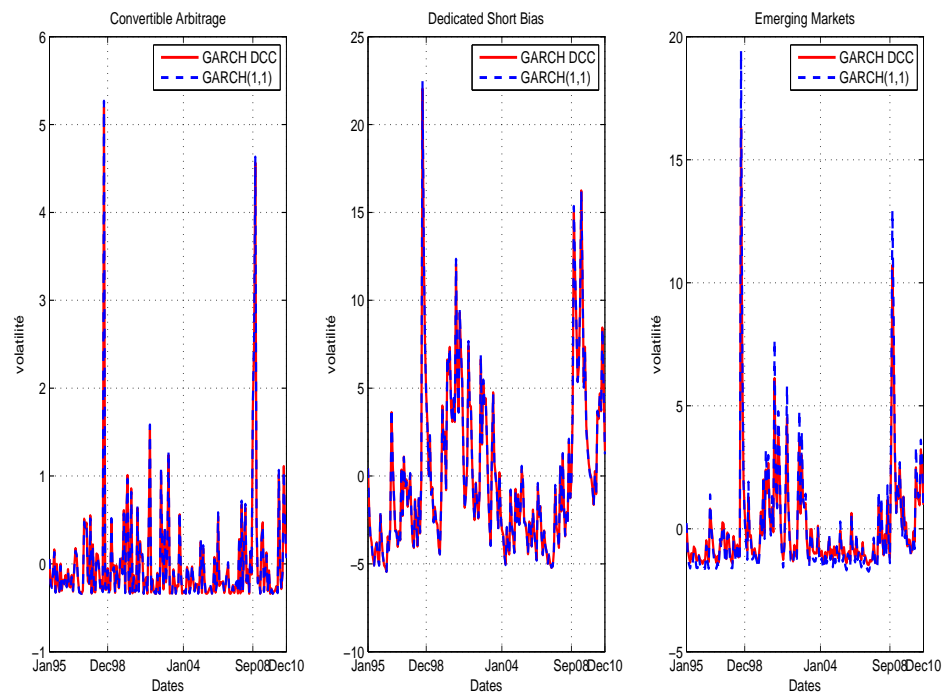 Convertible Arbitrage
6
5
4
3
2
1
0
−1
volatilité
GARCH DCC
GARCH(1,1)
Jan95
Dec98
Jan04
Sep08
Dec10
Dates
Dedicated Short Bias
25
20
15
10
5
0
−5
−10
volatilité
GARCH DCC
GARCH(1,1)
Jan95
Dec98
Jan04
Sep08
Dec10
Dates
Emerging Markets
20
15
10
5
0
−5
volatilité
GARCH DCC
GARCH(1,1)
Jan95
Dec98
Jan04
Sep08
Dec10
Dates